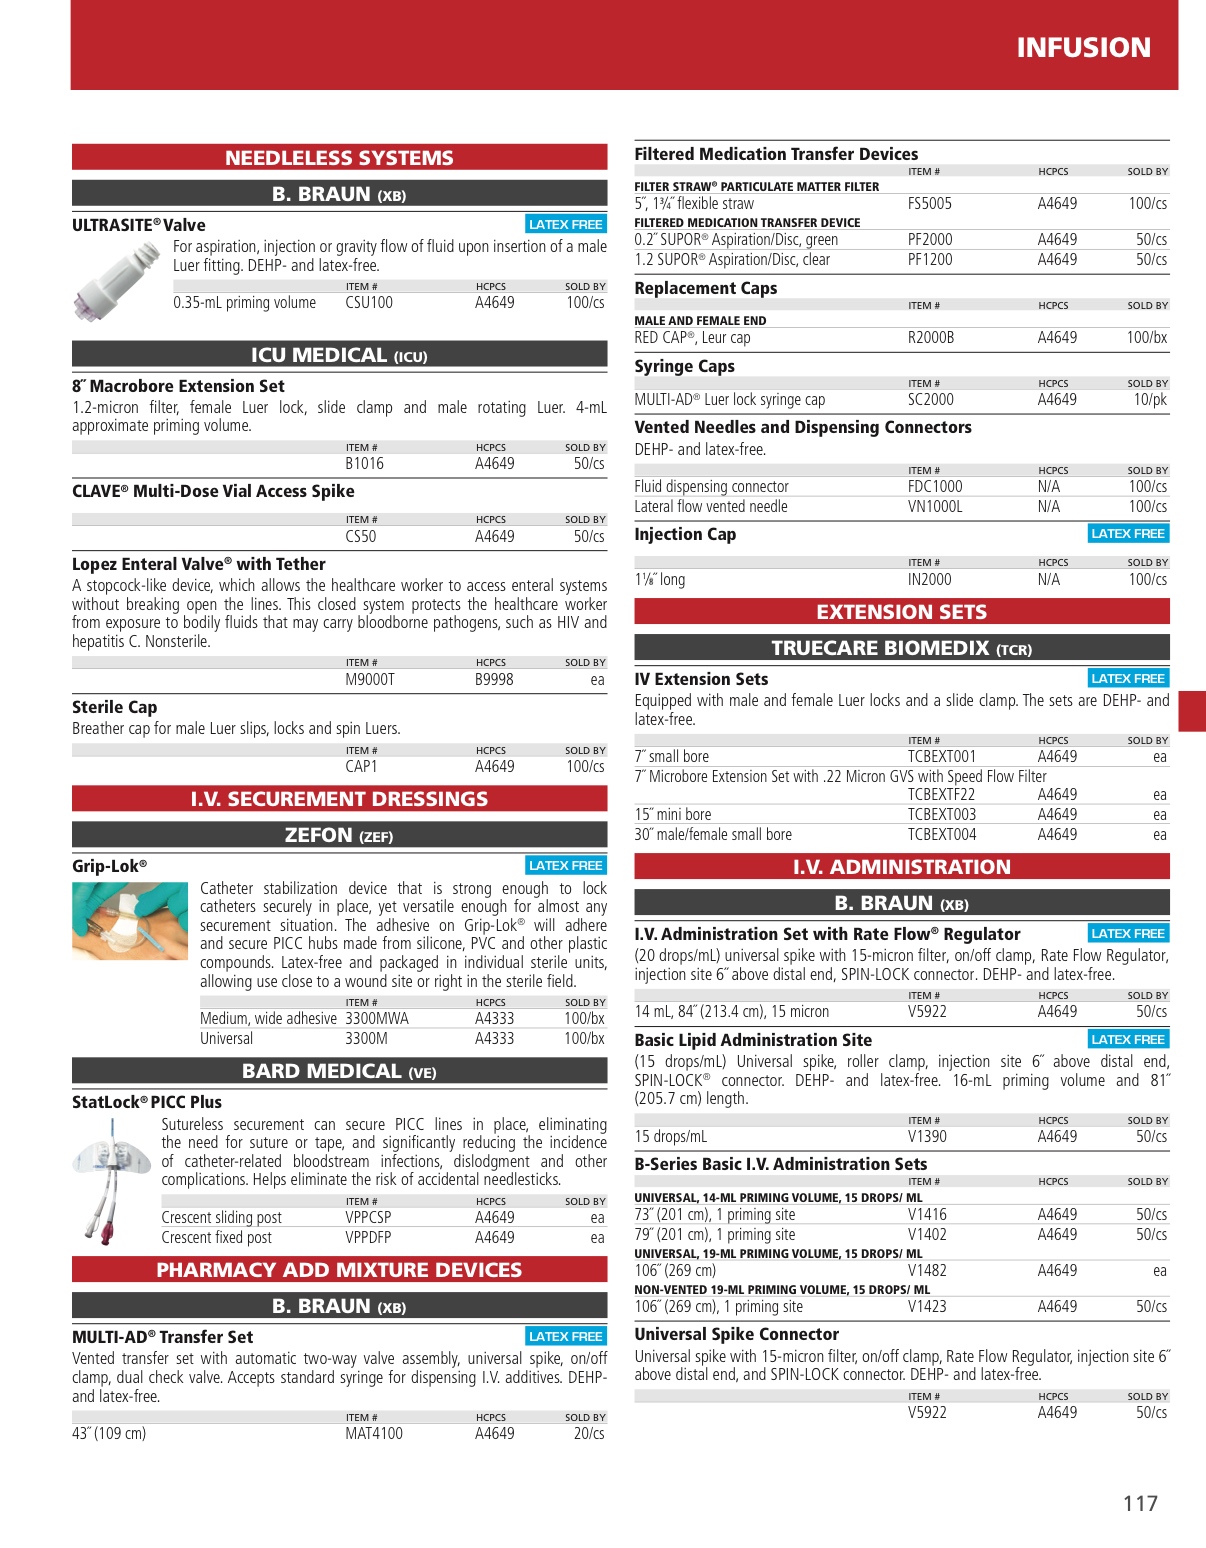 INFUSION
NEEDLELESS SYSTEMS
B. BRAUN (XB)
ULTRASITE® Valve LATEX FREE
For aspiration, injection or gravity flow of fluid upon insertion of a male
Luer fitting. DEHP- and latex-free.
ITEM # HCPCS SOLD BY
0.35-mL priming volume CSU100 A4649 100/cs
ICU MEDICAL (ICU)
8˝ Macrobore Extension Set
1.2-micron filter, female Luer lock, slide clamp and male rotating Luer. 4-mL
approximate priming volume.
ITEM # HCPCS SOLD BY
B1016 A4649 50/cs
CLAVE® Multi-Dose Vial Access Spike
ITEM # HCPCS SOLD BY
CS50 A4649 50/cs
Lopez Enteral Valve® with Tether
A stopcock-like device, which allows the healthcare worker to access enteral systems
without breaking open the lines. This closed system protects the healthcare worker
from exposure to bodily fluids that may carry bloodborne pathogens, such as HIV and
hepatitis C. Nonsterile.
ITEM # HCPCS SOLD BY
M9000T B9998 ea
Sterile Cap
Breather cap for male Luer slips, locks and spin Luers.
ITEM # HCPCS SOLD BY
CAP1 A4649 100/cs
I.V. SECUREMENT DRESSINGS
ZEFON (ZEF)
Grip-Lok® LATEX FREE
Catheter stabilization device that is strong enough to lock
catheters securely in place, yet versatile enough for almost any
securement situation. The adhesive on Grip-Lok® will adhere
and secure PICC hubs made from silicone, PVC and other plastic
compounds. Latex-free and packaged in individual sterile units,
allowing use close to a wound site or right in the sterile field.
ITEM # HCPCS SOLD BY
Medium, wide adhesive 3300MWA A4333 100/bx
Universal 3300M A4333 100/bx
BARD MEDICAL (VE)
StatLock® PICC Plus
Sutureless securement can secure PICC lines in place, eliminating
the need for suture or tape, and significantly reducing the incidence
of catheter-related bloodstream infections, dislodgment and other
complications. Helps eliminate the risk of accidental needlesticks.
ITEM # HCPCS SOLD BY
Crescent sliding post VPPCSP A4649 ea
Crescent fixed post VPPDFP A4649 ea
PHARMACY ADD MIXTURE DEVICES
B. BRAUN (XB)
MULTI-AD® Transfer Set LATEX FREE
Vented transfer set with automatic two-way valve assembly, universal spike, on/off
clamp, dual check valve. Accepts standard syringe for dispensing I.V. additives. DEHP-
and latex-free.
ITEM # HCPCS SOLD BY
43˝ (109 cm) MAT4100 A4649 20/cs
Filtered Medication Transfer Devices
ITEM # HCPCS SOLD BY
FILTER STRAW® PARTICULATE MATTER FILTER
5˝, 1¾˝ flexible straw FS5005 A4649 100/cs
FILTERED MEDICATION TRANSFER DEVICE
0.2˝ SUPOR® Aspiration/Disc, green PF2000 A4649 50/cs
1.2 SUPOR® Aspiration/Disc, clear PF1200 A4649 50/cs
Replacement Caps
ITEM # HCPCS SOLD BY
MALE AND FEMALE END
RED CAP®, Leur cap R2000B A4649 100/bx
Syringe Caps
ITEM # HCPCS SOLD BY
MULTI-AD® Luer lock syringe cap SC2000 A4649 10/pk
Vented Needles and Dispensing Connectors
DEHP- and latex-free.
ITEM # HCPCS SOLD BY
Fluid dispensing connector FDC1000 N/A 100/cs
Lateral flow vented needle VN1000L N/A 100/cs
Injection Cap LATEX FREE
ITEM # HCPCS SOLD BY
1⅛˝ long IN2000 N/A 100/cs
EXTENSION SETS
TRUECARE BIOMEDIX (TCR)
IV Extension Sets LATEX FREE
Equipped with male and female Luer locks and a slide clamp. The sets are DEHP- and
latex-free.
ITEM # HCPCS SOLD BY
7˝ small bore TCBEXT001 A4649 ea
7˝ Microbore Extension Set with .22 Micron GVS with Speed Flow Filter
TCBEXTF22 A4649 ea
15˝ mini bore TCBEXT003 A4649 ea
30˝ male/female small bore TCBEXT004 A4649 ea
I.V. ADMINISTRATION
B. BRAUN (XB)
I.V. Administration Set with Rate Flow® Regulator LATEX FREE
(20 drops/mL) universal spike with 15-micron filter, on/off clamp, Rate Flow Regulator,
injection site 6˝ above distal end, SPIN-LOCK connector. DEHP- and latex-free.
ITEM # HCPCS SOLD BY
14 mL, 84˝ (213.4 cm), 15 micron V5922 A4649 50/cs
Basic Lipid Administration Site LATEX FREE
(15 drops/mL) Universal spike, roller clamp, injection site 6˝ above distal end,
SPIN-LOCK® connector. DEHP- and latex-free. 16-mL priming volume and 81˝
(205.7 cm) length.
ITEM # HCPCS SOLD BY
15 drops/mL V1390 A4649 50/cs
B-Series Basic I.V. Administration Sets
ITEM # HCPCS SOLD BY
UNIVERSAL, 14-ML PRIMING VOLUME, 15 DROPS/ ML
73˝ (201 cm), 1 priming site V1416 A4649 50/cs
79˝ (201 cm), 1 priming site V1402 A4649 50/cs
UNIVERSAL, 19-ML PRIMING VOLUME, 15 DROPS/ ML
106˝ (269 cm) V1482 A4649 ea
NON-VENTED 19-ML PRIMING VOLUME, 15 DROPS/ ML
106˝ (269 cm), 1 priming site V1423 A4649 50/cs
Universal Spike Connector
Universal spike with 15-micron filter, on/off clamp, Rate Flow Regulator, injection site 6˝
above distal end, and SPIN-LOCK connector. DEHP- and latex-free.
ITEM # HCPCS SOLD BY
V5922 A4649 50/cs
117